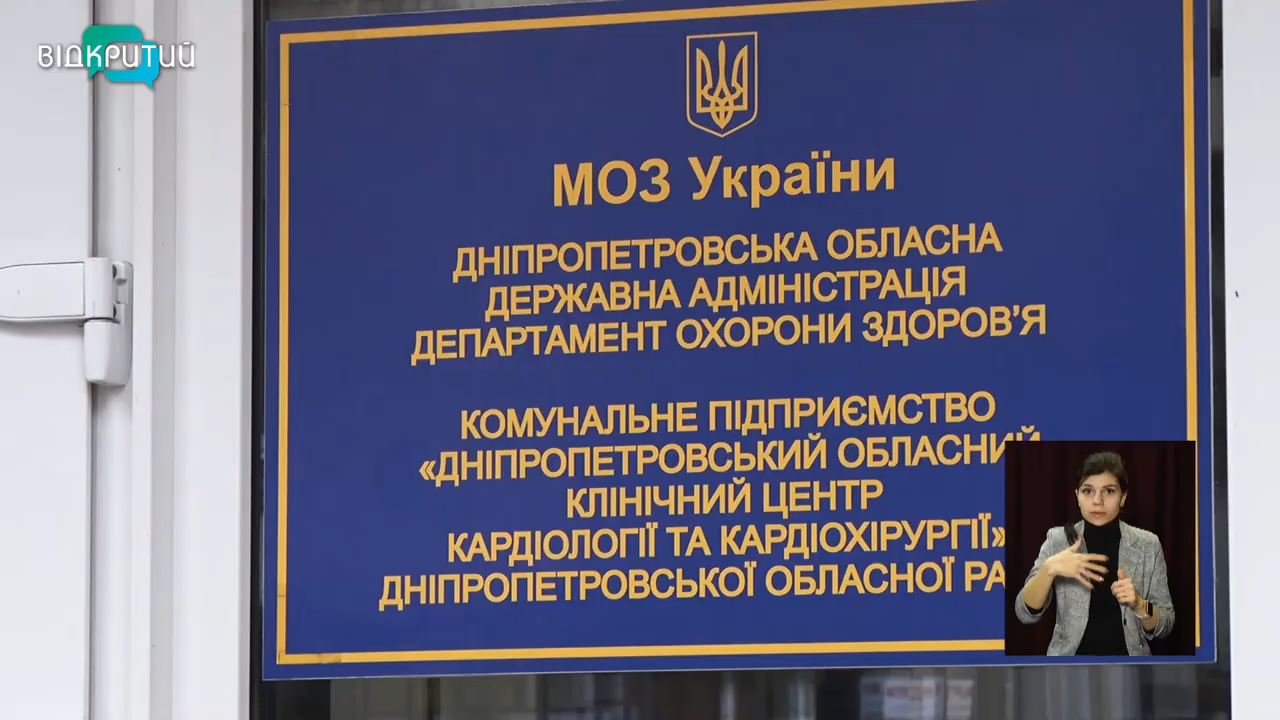 ВІДКРИТИЙ
МОЗ України
ДНІПРОПЕТРОВСЬКА ОБЛАСНА
ДЕРЖАВНА АДМІНІСТРАЦІЯ
ДЕПАРТАМЕНТ ОХОРОНИ ЗДОРОВ'Я
КОМУНАЛЬНЕ ПІДПРИЄМСТВО
«ДНІПРОПЕТРОВСЬКИЙ ОБЛАСНИЙ
КЛІНІЧНИЙ ЦЕНТР
КАРДІОЛОГІЇ ТА КАРДІОХІРУРГІЇ»
ДНІПРОПЕТРОВСЬКОЇ ОБЛАСНОЇ